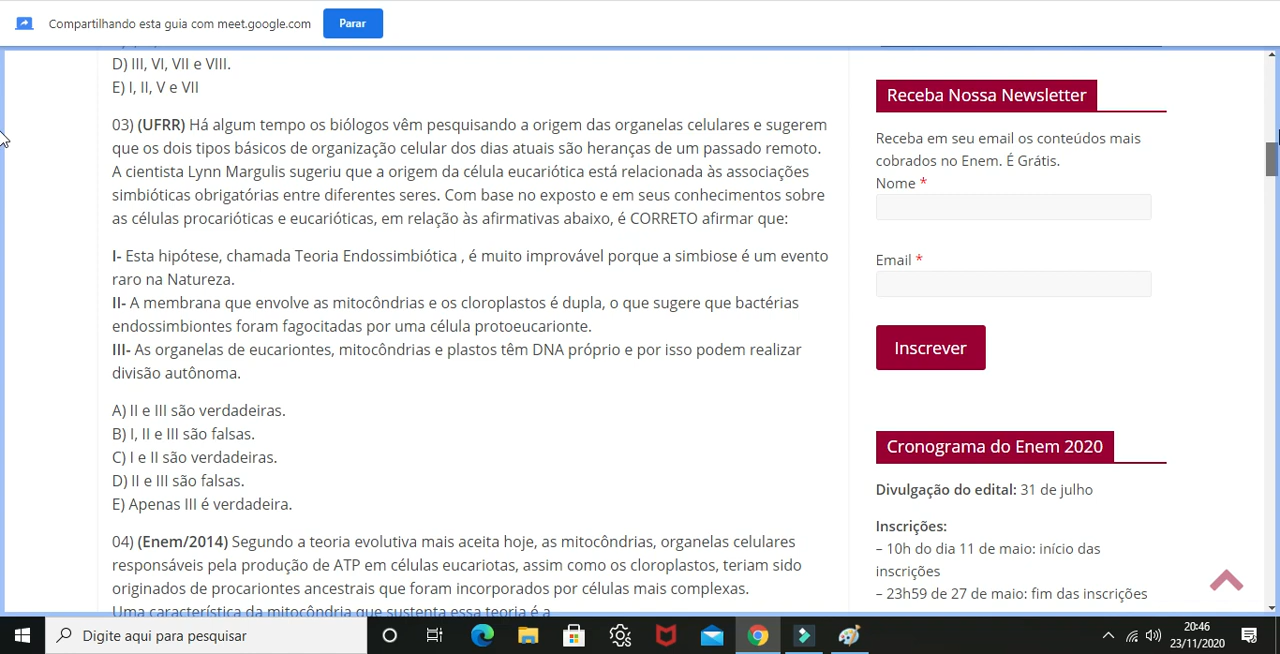 Compartilhando esta guia com meet.google.com
Parar
D) III, VI, VII e VIII.
E) I, II, V e VII
03) (UFRR) Há algum tempo os biólogos vêm pesquisando a origem das organelas celulares e sugerem
que os dois tipos básicos de organização celular dos dias atuais são heranças de um passado remoto.
A cientista Lynn Margulis sugeriu que a origem da célula eucariótica está relacionada às associações
simbióticas obrigatórias entre diferentes seres. Com base no exposto e em seus conhecimentos sobre
as células procarióticas e eucarióticas, em relação às afirmativas abaixo, é CORRETO afirmar que:
I- Esta hipótese, chamada Teoria Endossimbiótica , é muito improvável porque a simbiose é um evento
raro na Natureza.
II- A membrana que envolve as mitocôndrias e os cloroplastos é dupla, o que sugere que bactérias
endossimbiontes foram fagocitadas por uma célula protoeucarionte.
III- As organelas de eucariontes, mitocôndrias e plastos têm DNA próprio e por isso podem realizar
divisão autônoma.
A) II e III são verdadeiras.
B) I, II e III são falsas.
C) I e II são verdadeiras.
D) II e III são falsas.
E) Apenas III é verdadeira.
04) (Enem/2014) Segundo a teoria evolutiva mais aceita hoje, as mitocôndrias, organelas celulares
responsáveis pela produção de ATP em células eucariotas, assim como os cloroplastos, teriam sido
originados de procariontes ancestrais que foram incorporados por células mais complexas.
Uma característica da mitocôndria que sustenta essa teoria é a
Receba Nossa Newsletter
Receba em seu email os conteúdos mais
cobrados no Enem. É Grátis.
Nome *
Email *
Inscrever
Cronograma do Enem 2020
Divulgação do edital: 31 de julho
Inscrições:
– 10h do dia 11 de maio: início das
inscrições
– 23h59 de 27 de maio: fim das inscrições
Digite aqui para pesquisar
20:46
23/11/2020